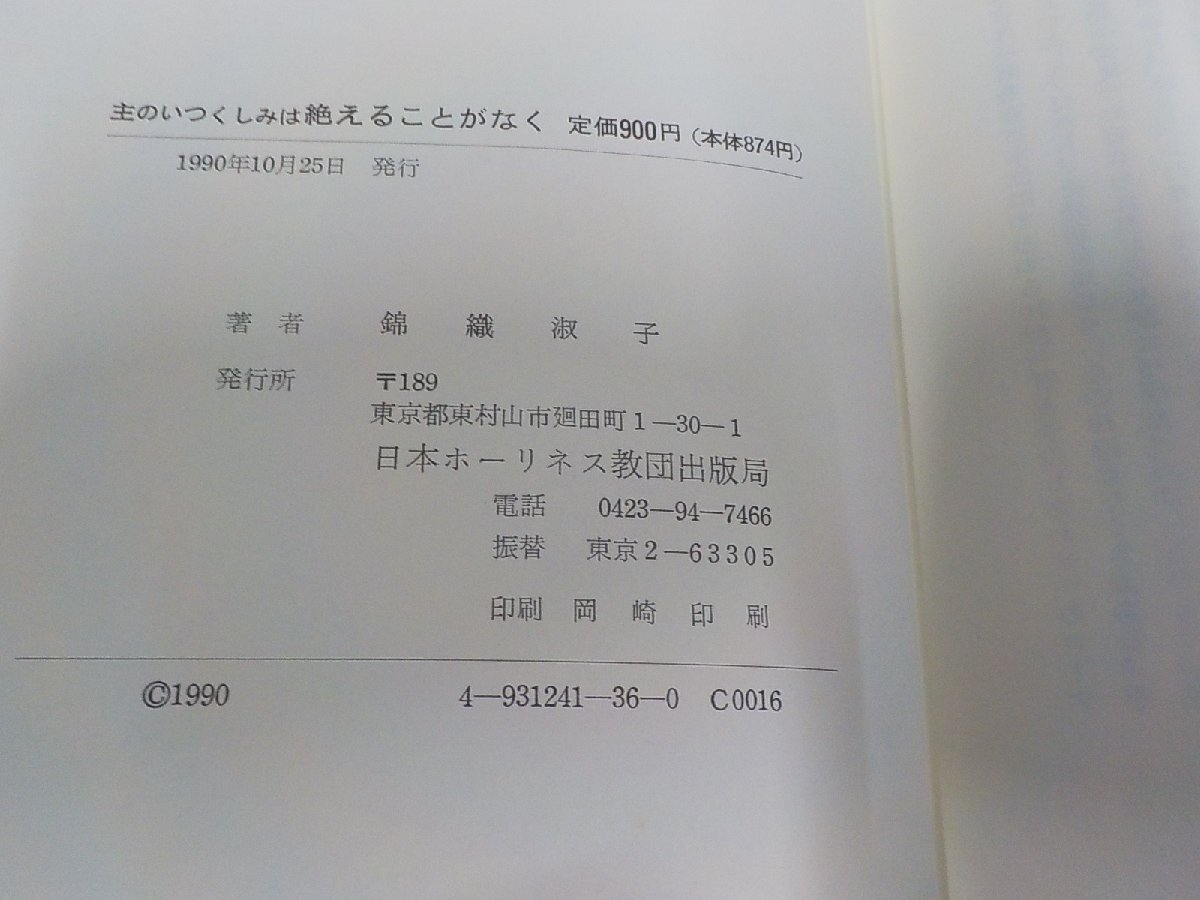 主のいつくしみは絶えることがなく 定価900円(本体874円)
1990年10月25日 発行
著者 錦織淑子
発行所 〒189
東京都東村山市廻田町1—30—1
日本ホーリネス教団出版局
電話 0423—94—7466
振替 東京2—63305
印刷 岡崎印刷
©1990 4—931241—36—0 C0016